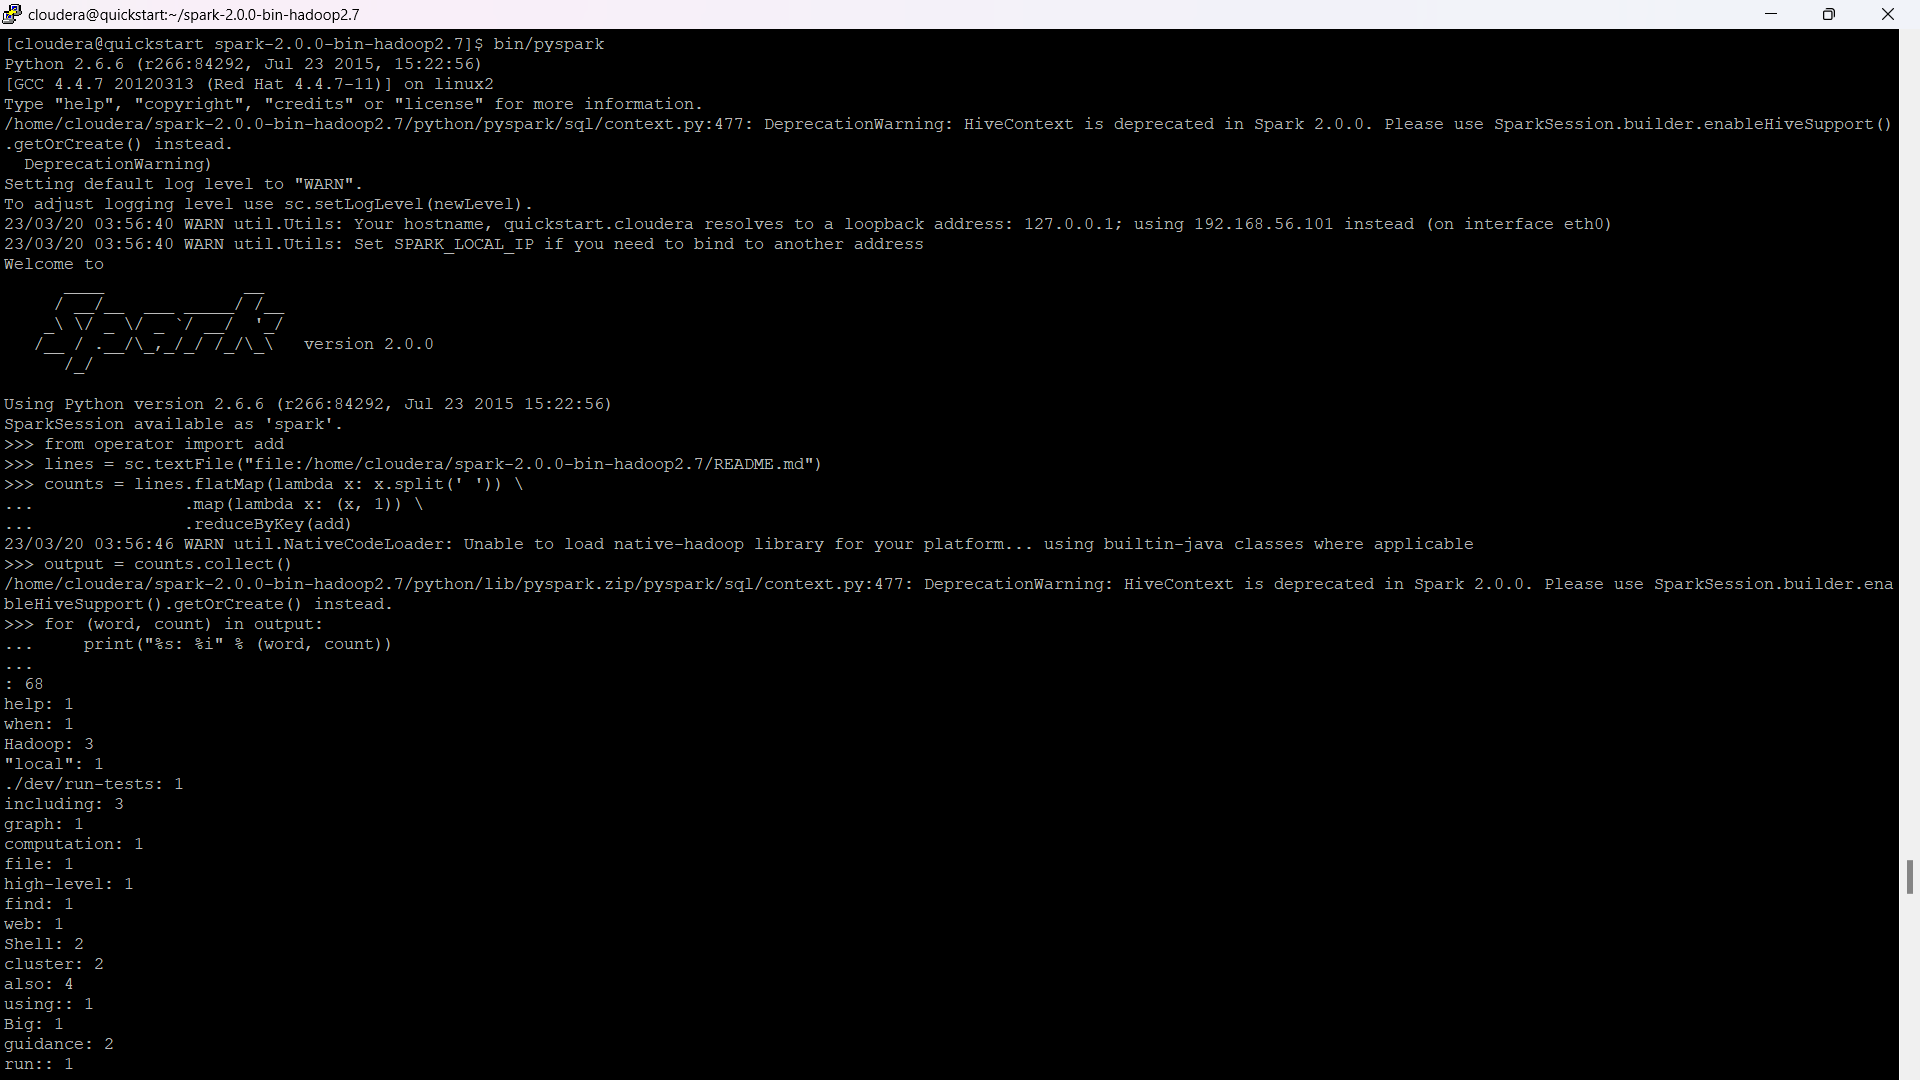 cloudera@quickstart:~/spark-2.0.0-bin-hadoop2.7
[cloudera@quickstart spark-2.0.0-bin-hadoop2.7]$ bin/pyspark
Python 2.6.6 (r266:84292, Jul 23 2015, 15:22:56)
[GCC 4.4.7 20120313 (Red Hat 4.4.7-11)] on linux2
Type "help", "copyright", "credits" or "license" for more information.
/home/cloudera/spark-2.0.0-bin-hadoop2.7/python/pyspark/sql/context.py:477: DeprecationWarning: HiveContext is deprecated in Spark 2.0.0. Please use SparkSession.builder.enableHiveSupport()
.getOrCreate() instead.
  DeprecationWarning)
Setting default log level to "WARN".
To adjust logging level use sc.setLogLevel(newLevel).
23/03/20 03:56:40 WARN util.Utils: Your hostname, quickstart.cloudera resolves to a loopback address: 127.0.0.1; using 192.168.56.101 instead (on interface eth0)
23/03/20 03:56:40 WARN util.Utils: Set SPARK_LOCAL_IP if you need to bind to another address
Welcome to
      ____              __
     / __/__  ___ _____/ /__
    _\ \/ _ \/ _ `/ __/  '_/
   /__ / .__/\_,_/_/ /_/\_\   version 2.0.0
      /_/
Using Python version 2.6.6 (r266:84292, Jul 23 2015 15:22:56)
SparkSession available as 'spark'.
>>> from operator import add
>>> lines = sc.textFile("file:/home/cloudera/spark-2.0.0-bin-hadoop2.7/README.md")
>>> counts = lines.flatMap(lambda x: x.split(' ')) \
...               .map(lambda x: (x, 1)) \
...               .reduceByKey(add)
23/03/20 03:56:46 WARN util.NativeCodeLoader: Unable to load native-hadoop library for your platform... using builtin-java classes where applicable
>>> output = counts.collect()
/home/cloudera/spark-2.0.0-bin-hadoop2.7/python/lib/pyspark.zip/pyspark/sql/context.py:477: DeprecationWarning: HiveContext is deprecated in Spark 2.0.0. Please use SparkSession.builder.ena
bleHiveSupport().getOrCreate() instead.
>>> for (word, count) in output:
...     print("%s: %i" % (word, count))
...
: 68
help: 1
when: 1
Hadoop: 3
"local": 1
./dev/run-tests: 1
including: 3
graph: 1
computation: 1
file: 1
high-level: 1
find: 1
web: 1
Shell: 2
cluster: 2
also: 4
using:: 1
Big: 1
guidance: 2
run:: 1